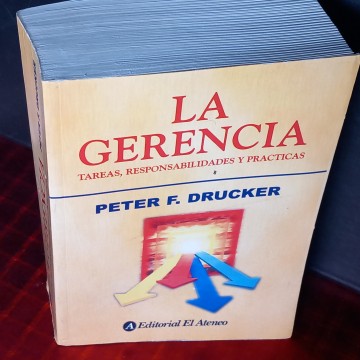 LA
GERENCIA
TAREAS, RESPONSABILIDADES Y PRACTICAS
PETER F. DRUCKER
A Editorial El Ateneo